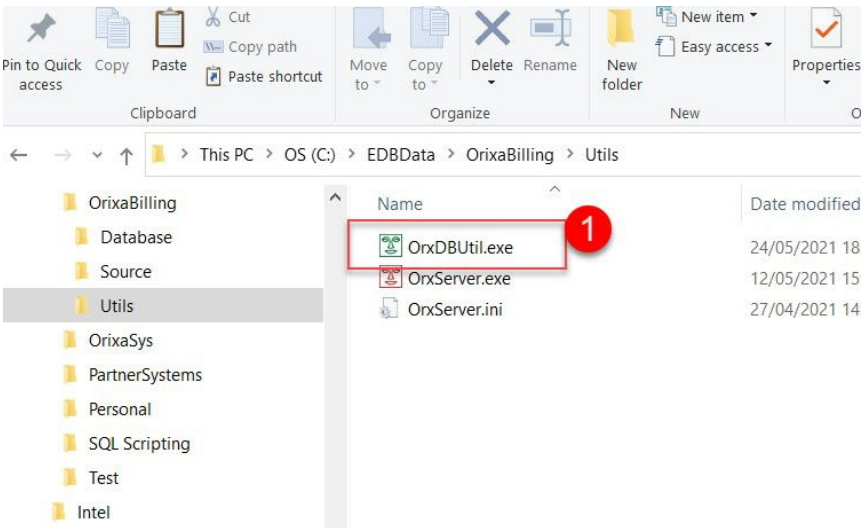 Cut
Copy path
Paste shortcut
Pin to Quick access
Copy
Paste
Clipboard
Move to
Copy to
Delete
Rename
Organize
New folder
New item
Easy access
New
Properties
O
This PC > OS (C:) > EDBData > OrixaBilling > Utils
OrixaBilling
Database
Source
Utils
OrixaSys
PartnerSystems
Personal
SQL Scripting
Test
Intel
Name
Date modified
1
OrxDBUtil.exe
24/05/2021 18
OrxServer.exe
12/05/2021 15
OrxServer.ini
27/04/2021 14